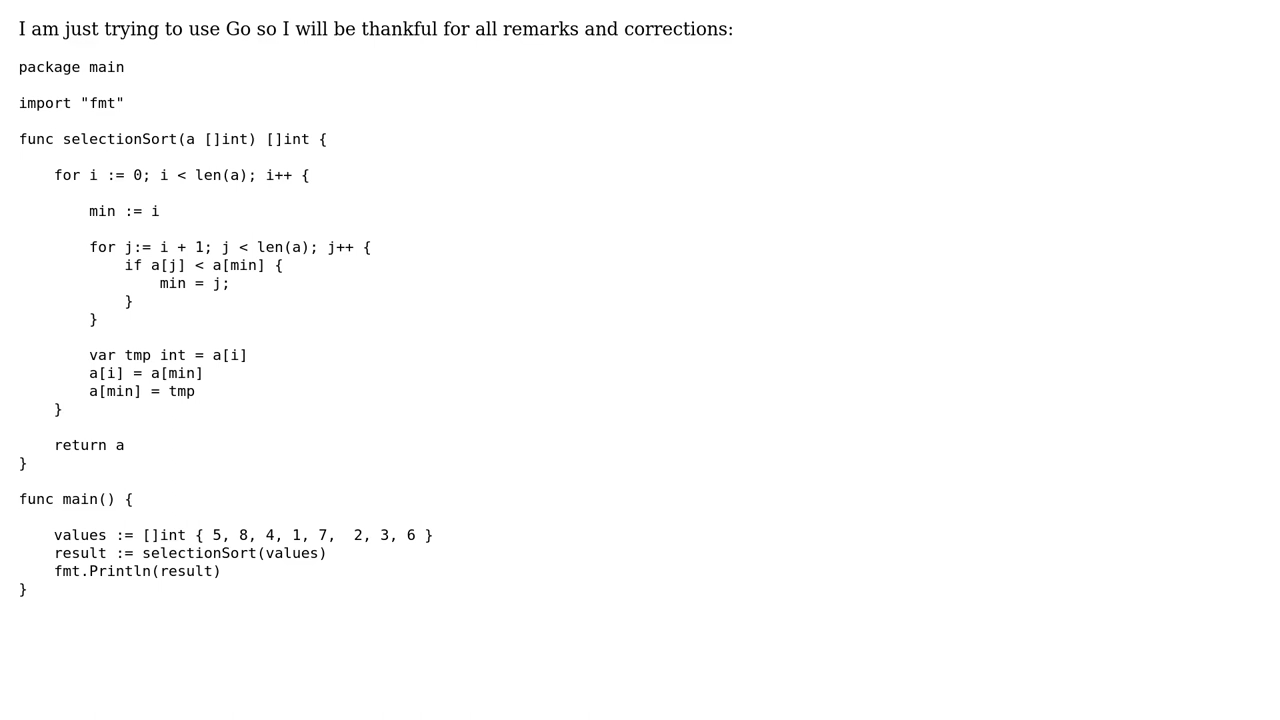 I am just trying to use Go so I will be thankful for all remarks and corrections:
package main
import "fmt"
func selectionSort(a []int) []int {
    for i := 0; i < len(a); i++ {
        min := i
        for j:= i + 1; j < len(a); j++ {
            if a[j] < a[min] {
                min = j;
            }
        }
        var tmp int = a[i]
        a[i] = a[min]
        a[min] = tmp
    }
    return a
}
func main() {
    values := []int { 5, 8, 4, 1, 7,  2, 3, 6 }
    result := selectionSort(values)
    fmt.Println(result)
}